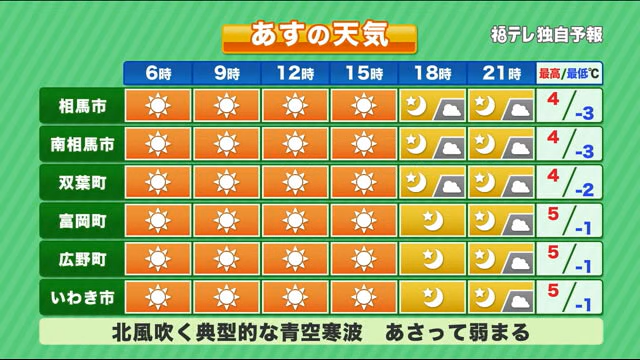 あすの天気
福テレ独自予報
6時 9時 12時 15時 18時 21時 最高/最低℃
相馬市 4/-3
南相馬市 4/-3
双葉町 4/-2
富岡町 5/-1
広野町 5/-1
いわき市 5/-1
北風吹く典型的な青空寒波 あさって弱まる